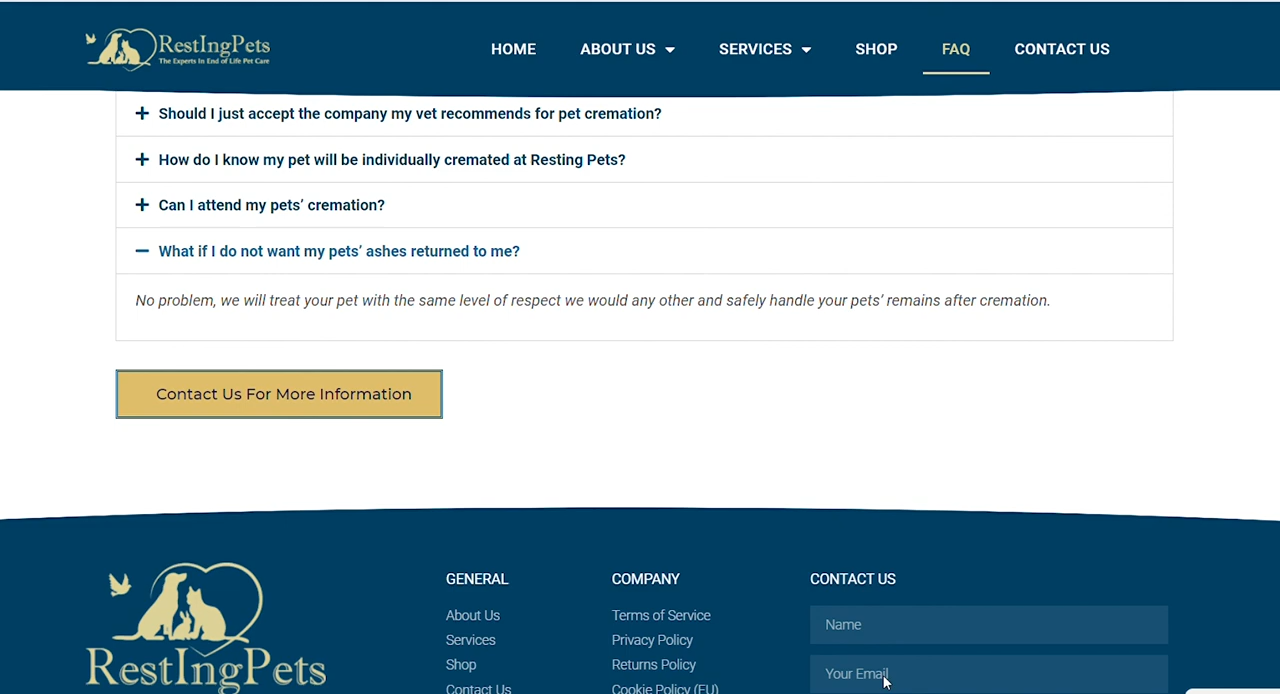 RestIngPets
The Experts In End of Life Pet Care
HOME ABOUT US SERVICES SHOP FAQ CONTACT US
Should I just accept the company my vet recommends for pet cremation?
How do I know my pet will be individually cremated at Resting Pets?
Can I attend my pets’ cremation?
What if I do not want my pets’ ashes returned to me?
No problem, we will treat your pet with the same level of respect we would any other and safely handle your pets’ remains after cremation.
Contact Us For More Information
RestIngPets
GENERAL
About Us
Services
Shop
Contact Us
COMPANY
Terms of Service
Privacy Policy
Returns Policy
Cookie Policy (EU)
CONTACT US
Name
Your Email